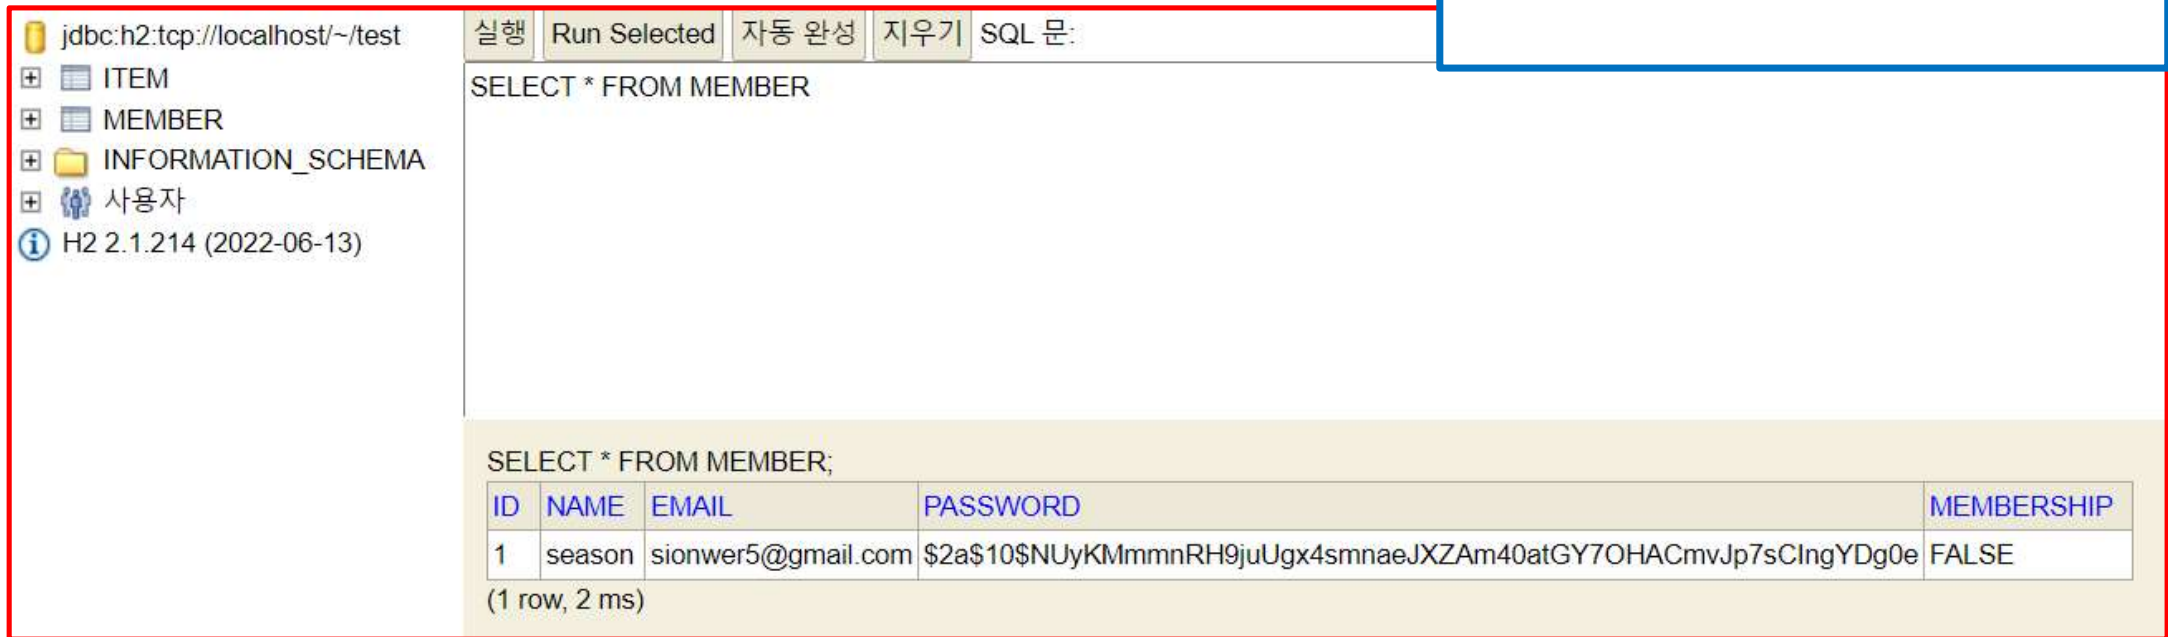 jdbc:h2:tcp://localhost/~/test
ITEM
MEMBER
INFORMATION_SCHEMA
사용자
H2 2.1.214 (2022-06-13)
실행 Run Selected 자동 완성 지우기 SQL 문:
SELECT * FROM MEMBER
SELECT * FROM MEMBER;
ID NAME EMAIL PASSWORD MEMBERSHIP
1 season sionwer5@gmail.com $2a$10$NUyKMmmnRH9juUgx4smnaeJXZAm40atGY7OHACmvJp7sCIngYDg0e FALSE
(1 row, 2 ms)